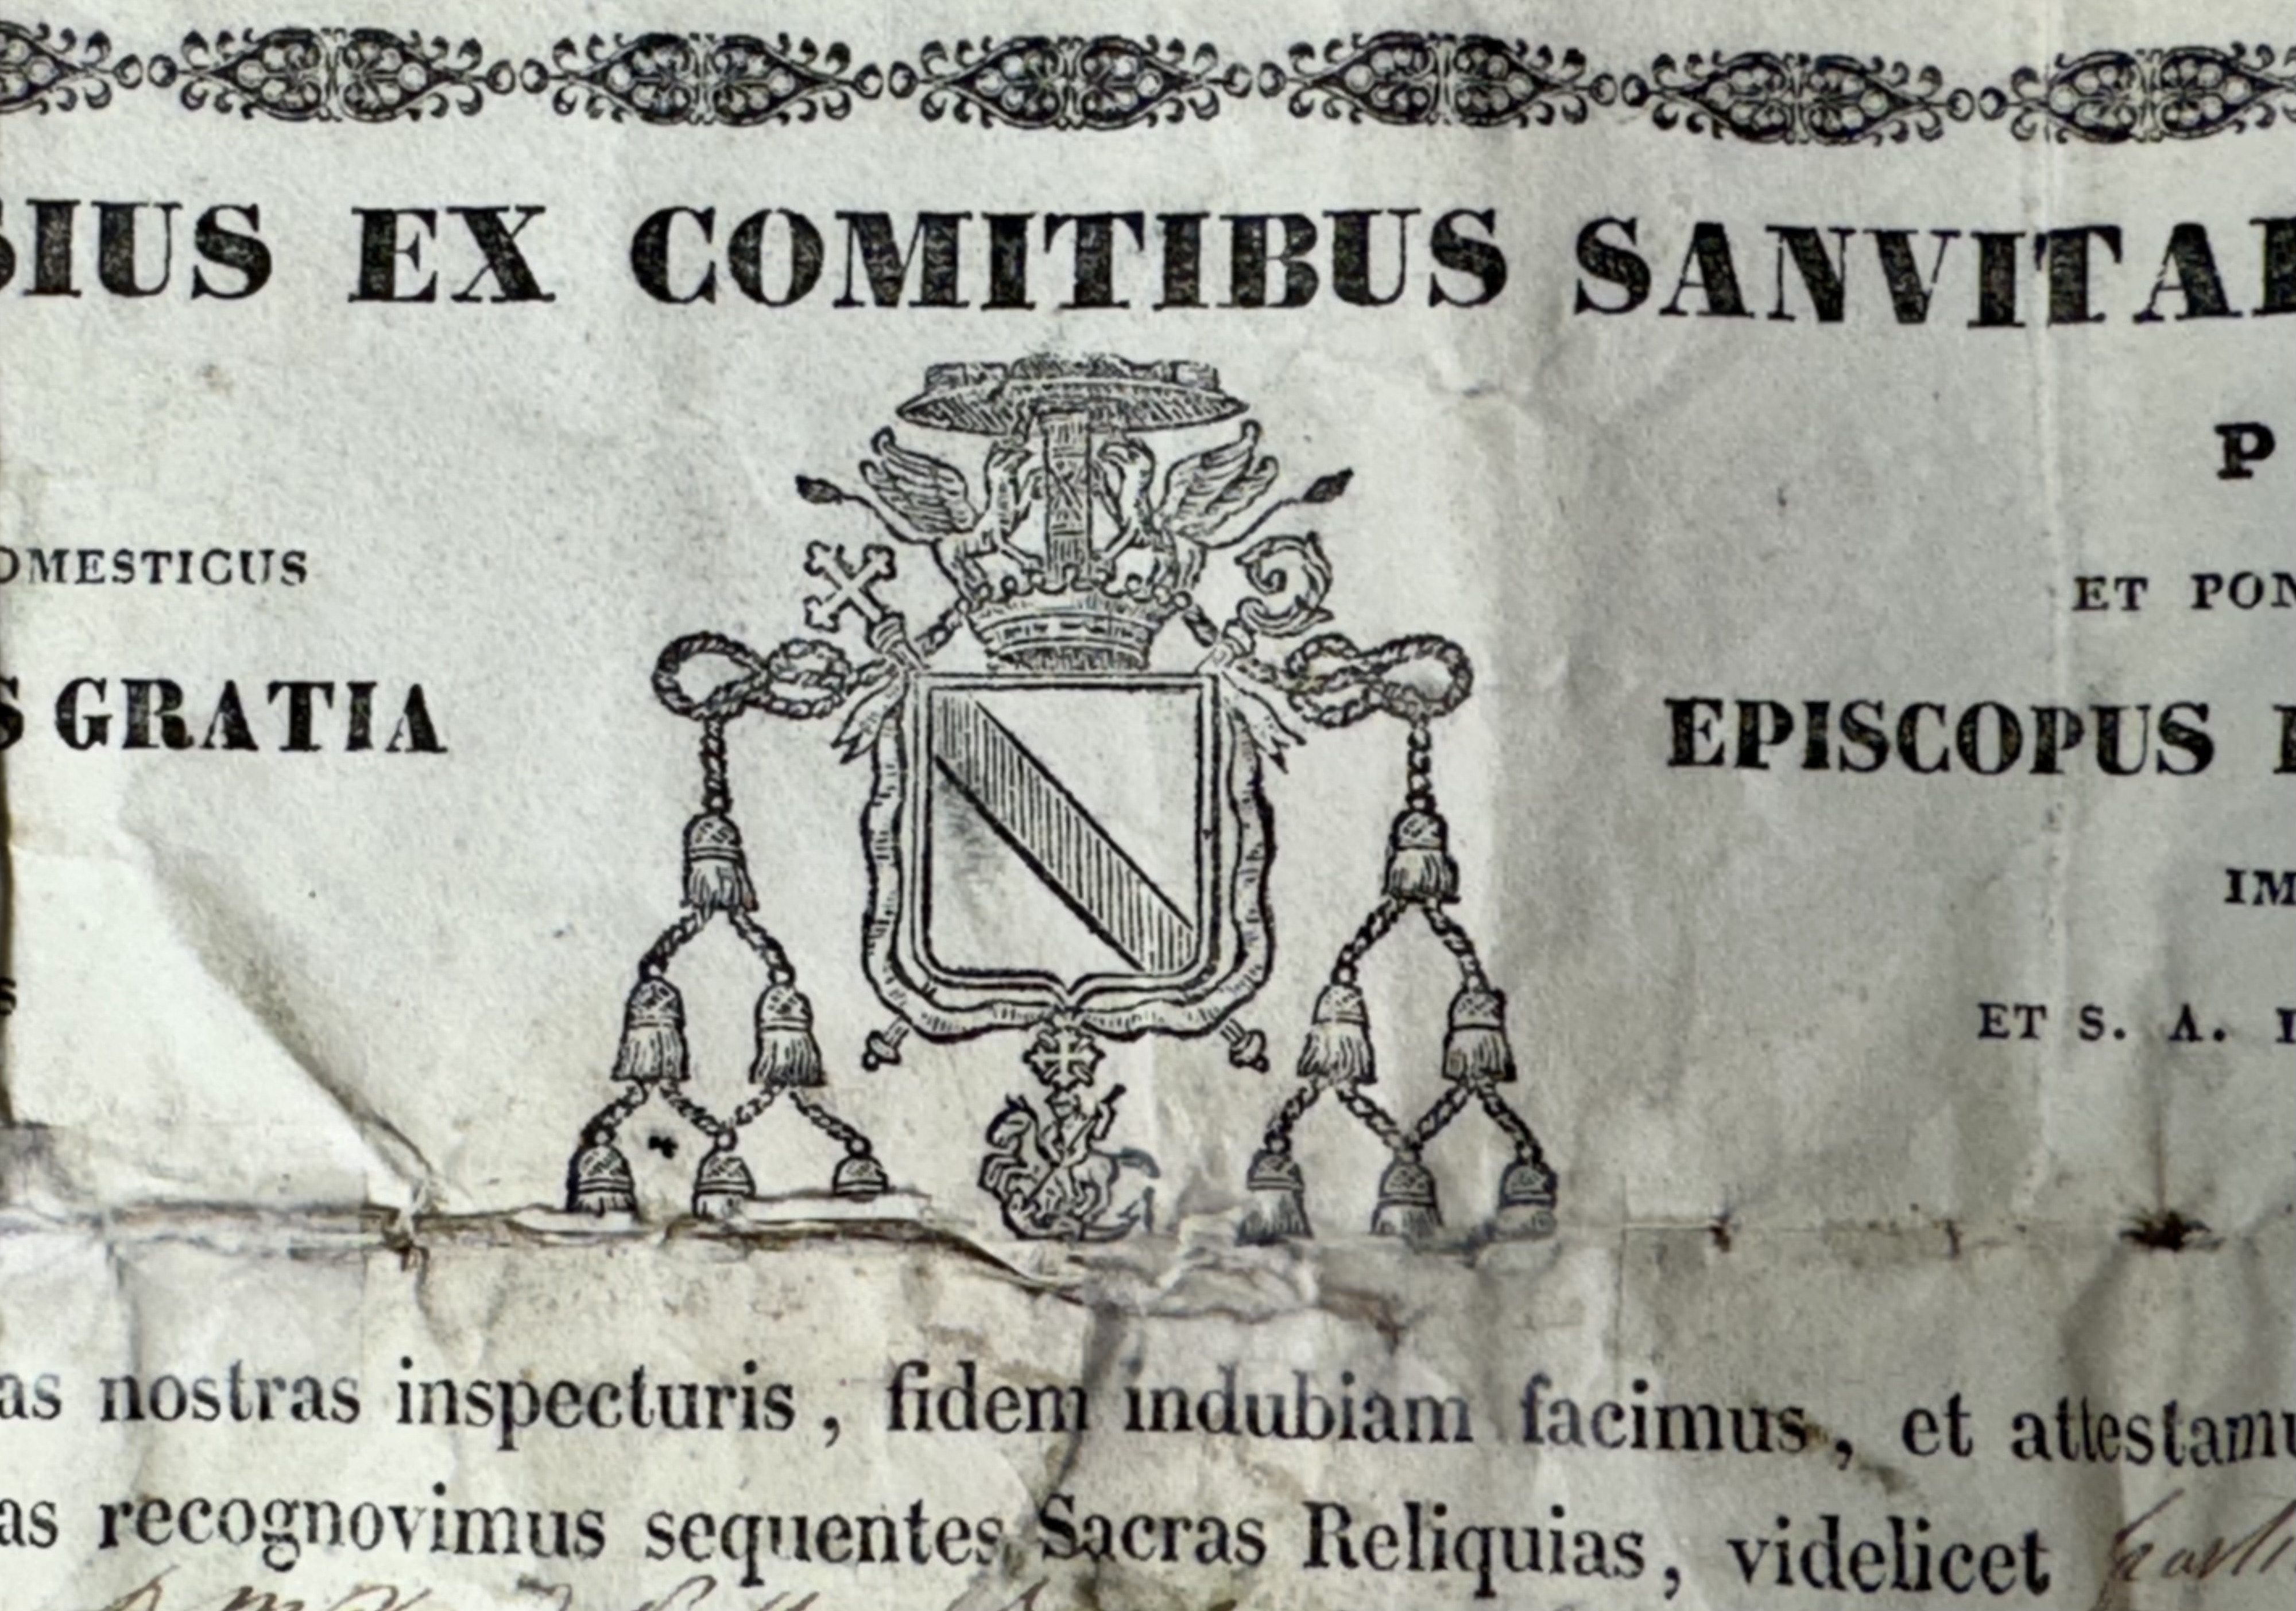 SIUS EX COMITIBUS SANVITAL
P
OMESTICUS
ET PON
S GRATIA
EPISCOPUS
IM
S
ET S. A. I
as nostras inspecturis, fidem indubiam facimus, et attestamu
as recognovimus sequentes Sacras Reliquias, videlicet